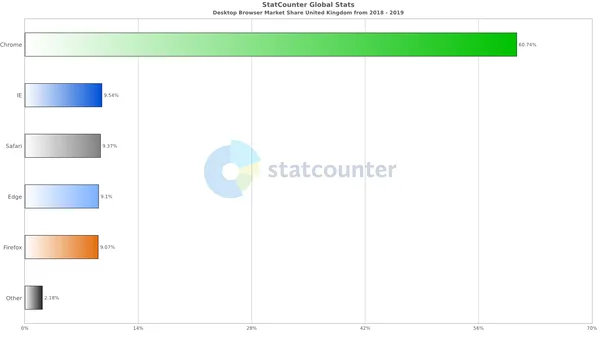 StatCounter Global Stats
Desktop Browser Market Share United Kingdom from 2018 - 2019
Chrome 60.74%
IE 9.54%
Safari 9.37%
statcounter
Edge 9.1%
Firefox 9.07%
Other 2.18%
0% 14% 28% 42% 56% 70%